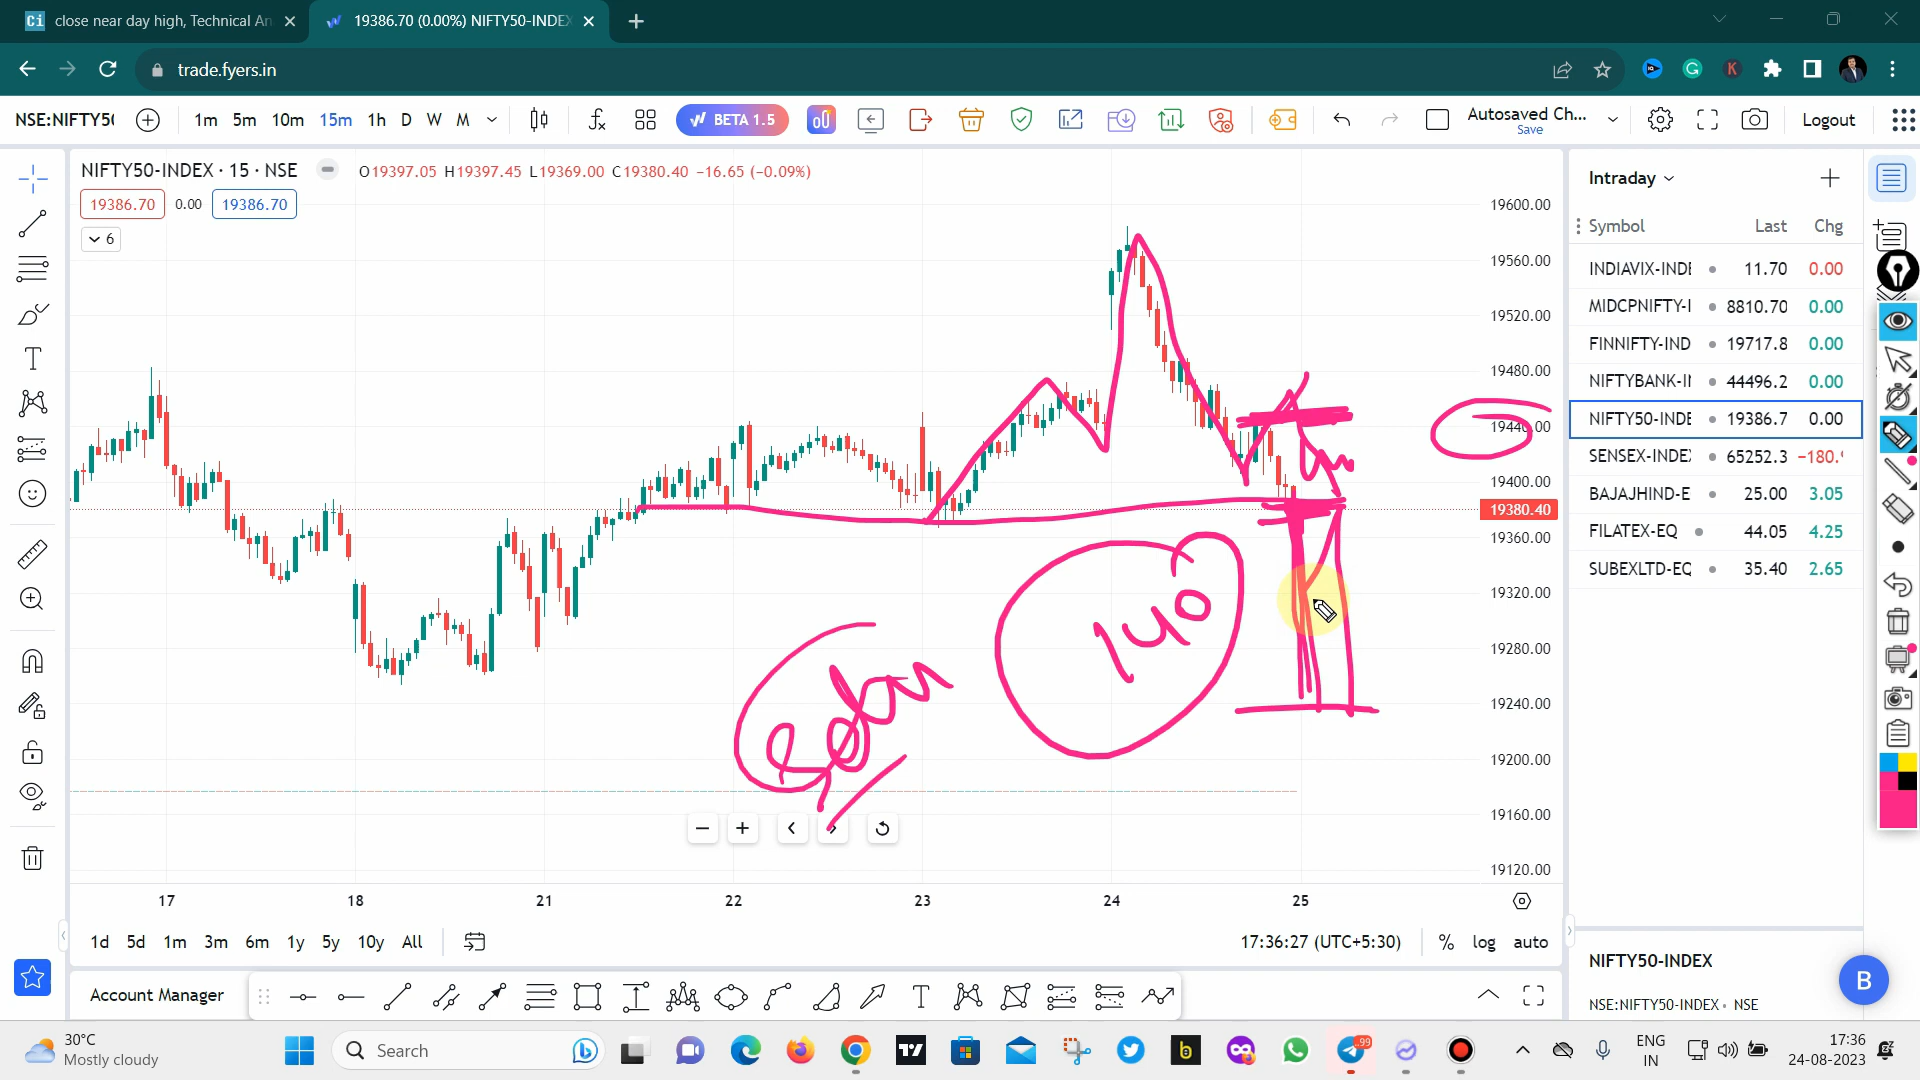 close near day high, Technical An
19386.70 (0.00%) NIFTY50-INDEX
trade.fyers.in
NSE:NIFTY50
1m 5m 10m 15m 1h D W M
BETA 1.5
Autosaved Ch...
Save
Logout
NIFTY50-INDEX · 15 · NSE
O19397.05 H19397.45 L19369.00 C19380.40 -16.65 (-0.09%)
19386.70 0.00 19386.70
6
19600.00
19560.00
19520.00
19480.00
19440.00
19400.00
19380.40
19360.00
19320.00
19280.00
19240.00
19200.00
19160.00
19120.00
140
17 18 21 22 23 24 25
1d 5d 1m 3m 6m 1y 5y 10y All
17:36:27 (UTC+5:30)
% log auto
Account Manager
Intraday
Symbol Last Chg
INDIAVIX-INDE 11.70 0.00
MIDCPNIFTY-I 8810.70 0.00
FINNIFTY-IND 19717.8 0.00
NIFTYBANK-II 44496.2 0.00
NIFTY50-INDE 19386.7 0.00
SENSEX-INDEX 65252.3 -180.
BAJAJHIND-E 25.00 3.05
FILATEX-EQ 44.05 4.25
SUBEXLTD-EQ 35.40 2.65
NIFTY50-INDEX
NSE:NIFTY50-INDEX · NSE
B
30°C
Mostly cloudy
Search
99
ENG
IN
17:36
24-08-2023